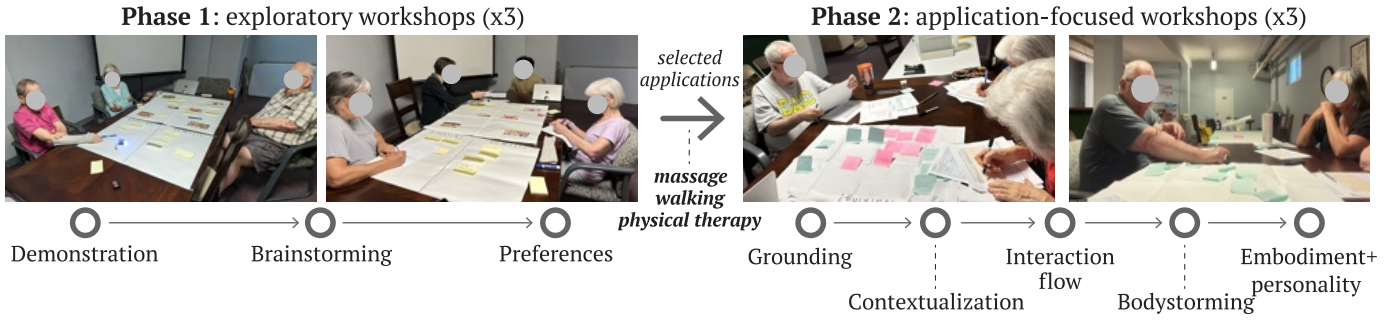 Phase 1: exploratory workshops (x3)
Phase 2: application-focused workshops (x3)
selected
applications
massage
walking
physical therapy
Demonstration
Brainstorming
Preferences
Grounding
Contextualization
Interaction
flow
Bodystorming
Embodiment+
personality